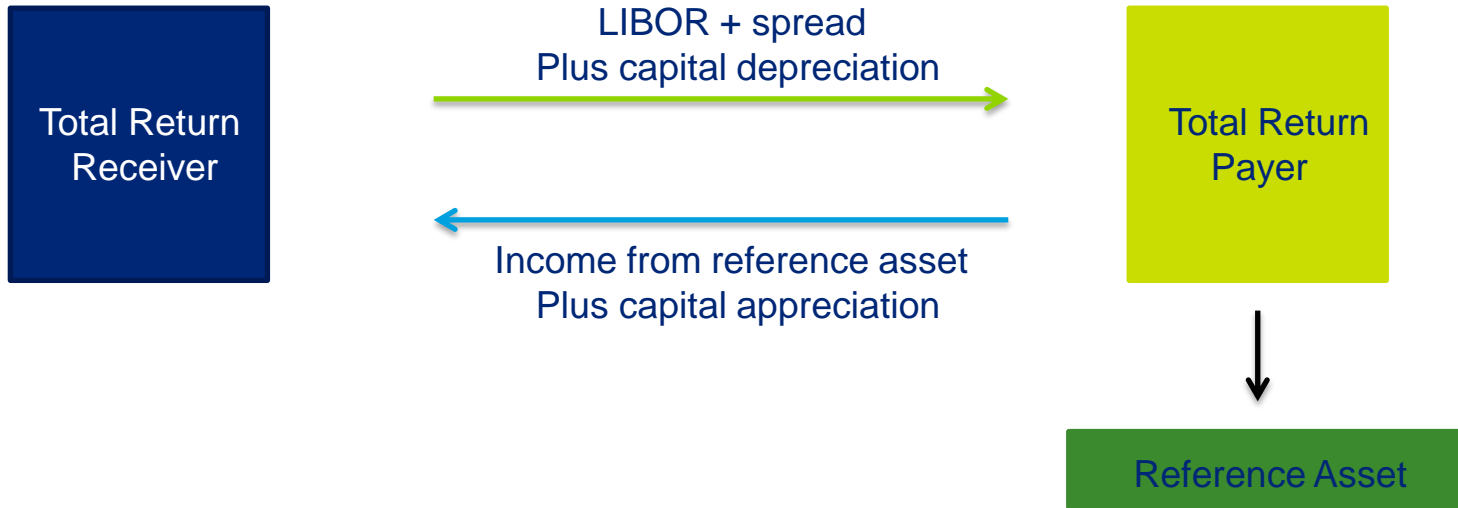 LIBOR + spread
Plus capital depreciation
Total Return
Receiver
Total Return
Payer
Income from reference asset
Plus capital appreciation
Reference Asset